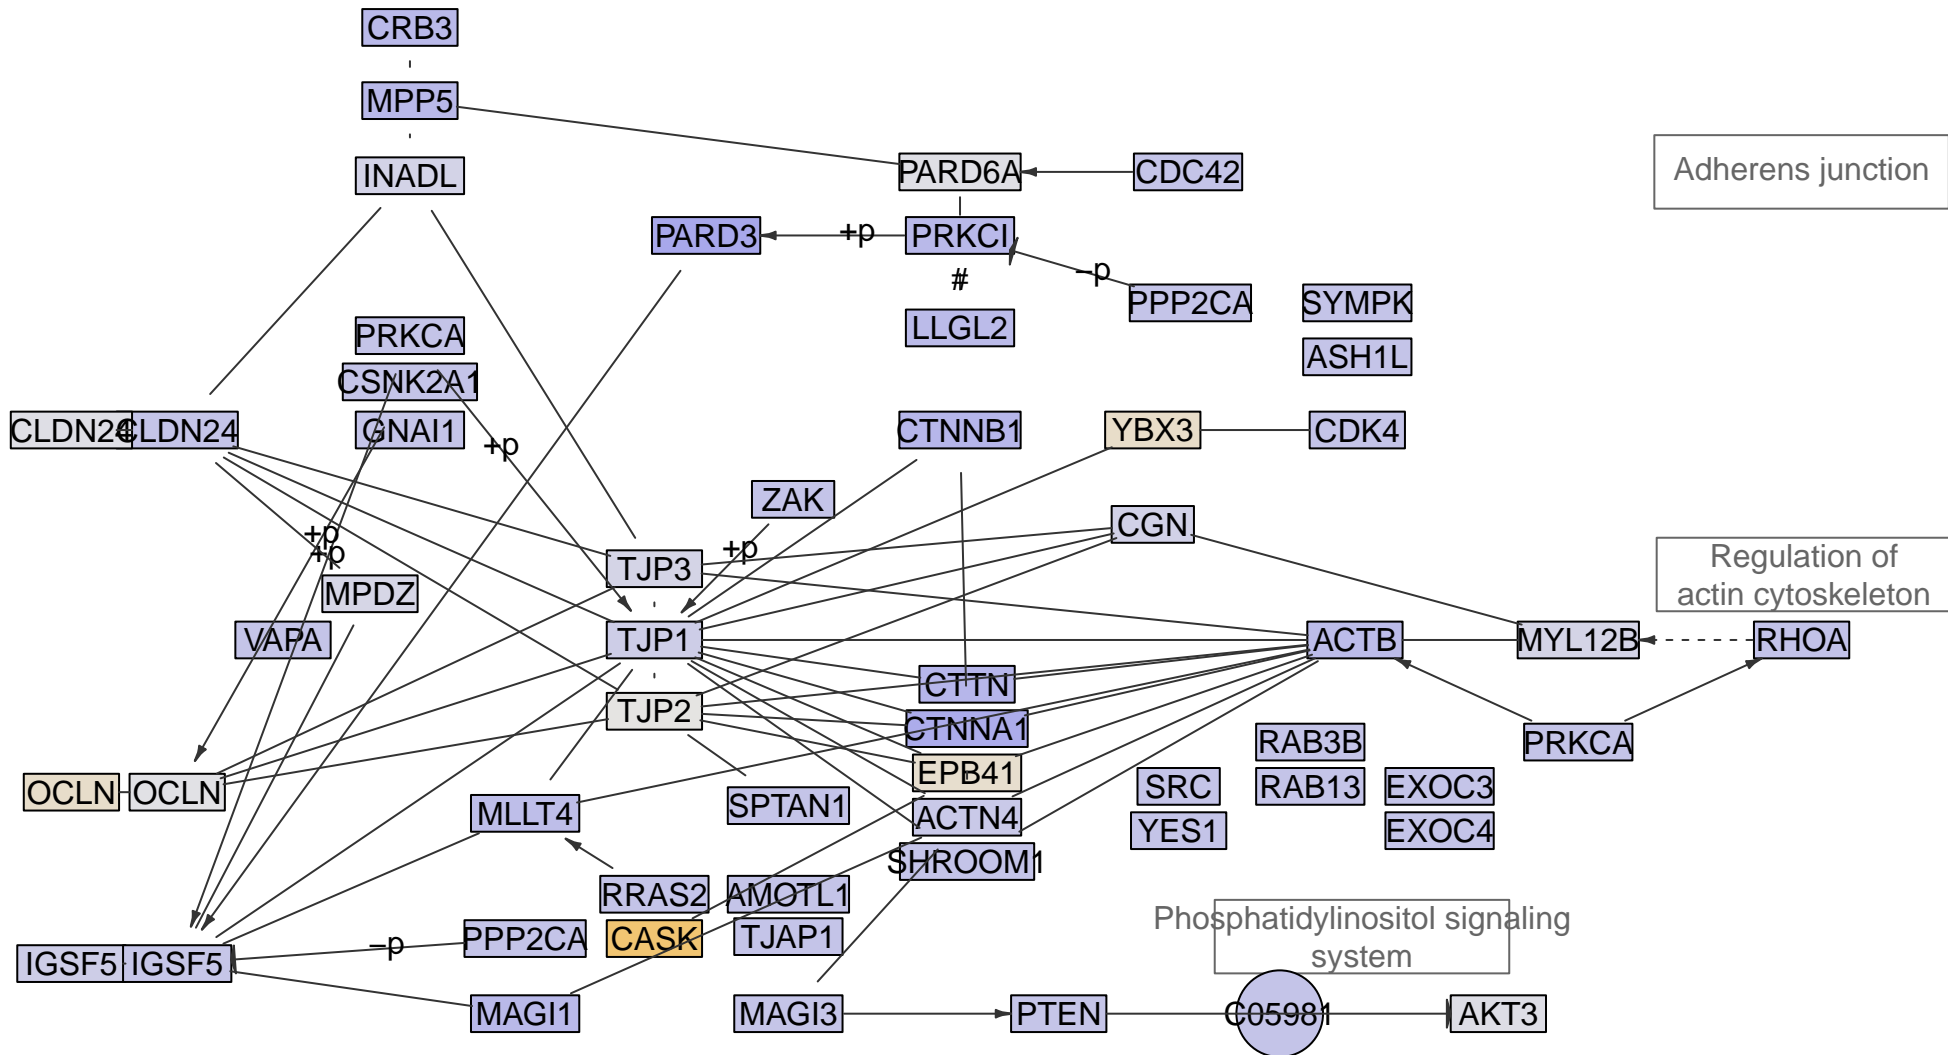 CRB3
MPP5
INADL
PARD6A
CDC42
Adherens junction
PARD3
+p
PRKCI
−p
#
PPP2CA
SYMPK
PRKCA
LLGL2
ASH1L
CSNK2A1
CLDN24
CLDN24
GNAI1
+p
CTNNB1
YBX3
CDK4
ZAK
CGN
+p
+p
+p
TJP3
MPDZ
Regulation of
actin cytoskeleton
VAPA
TJP1
ACTB
MYL12B
RHOA
CTTN
TJP2
CTNNA1
RAB3B
PRKCA
EPB41
OCLN
OCLN
SRC
RAB13
EXOC3
MLLT4
SPTAN1
ACTN4
YES1
EXOC4
SHROOM1
RRAS2
AMOTL1
Phosphatidylinositol signaling
system
PPP2CA
CASK
TJAP1
−p
IGSF5
IGSF5
MAGI1
MAGI3
PTEN
C05981
AKT3